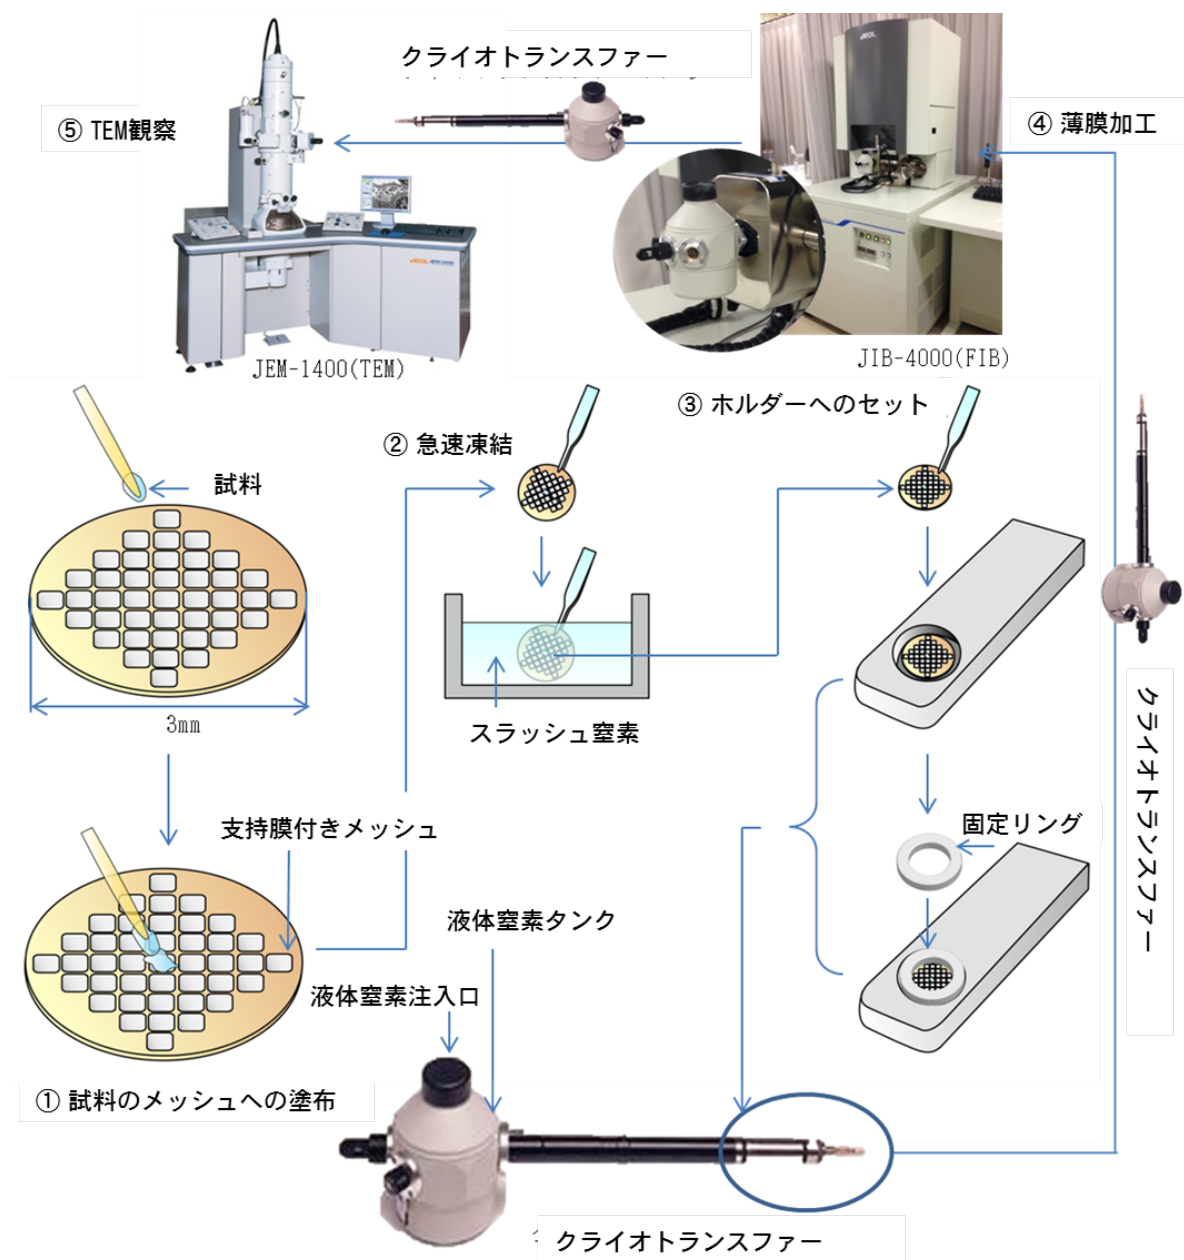 クライオトランスファー
⑤ TEM観察
④ 薄膜加工
JEOL
JEOL
JEM-1400(TEM)
JIB-4000(FIB)
③ ホルダーへのセット
② 急速凍結
試料
3mm
スラッシュ窒素
支持膜付きメッシュ
固定リング
クライオトランスファー
液体窒素タンク
液体窒素注入口
① 試料のメッシュへの塗布
クライオトランスファー